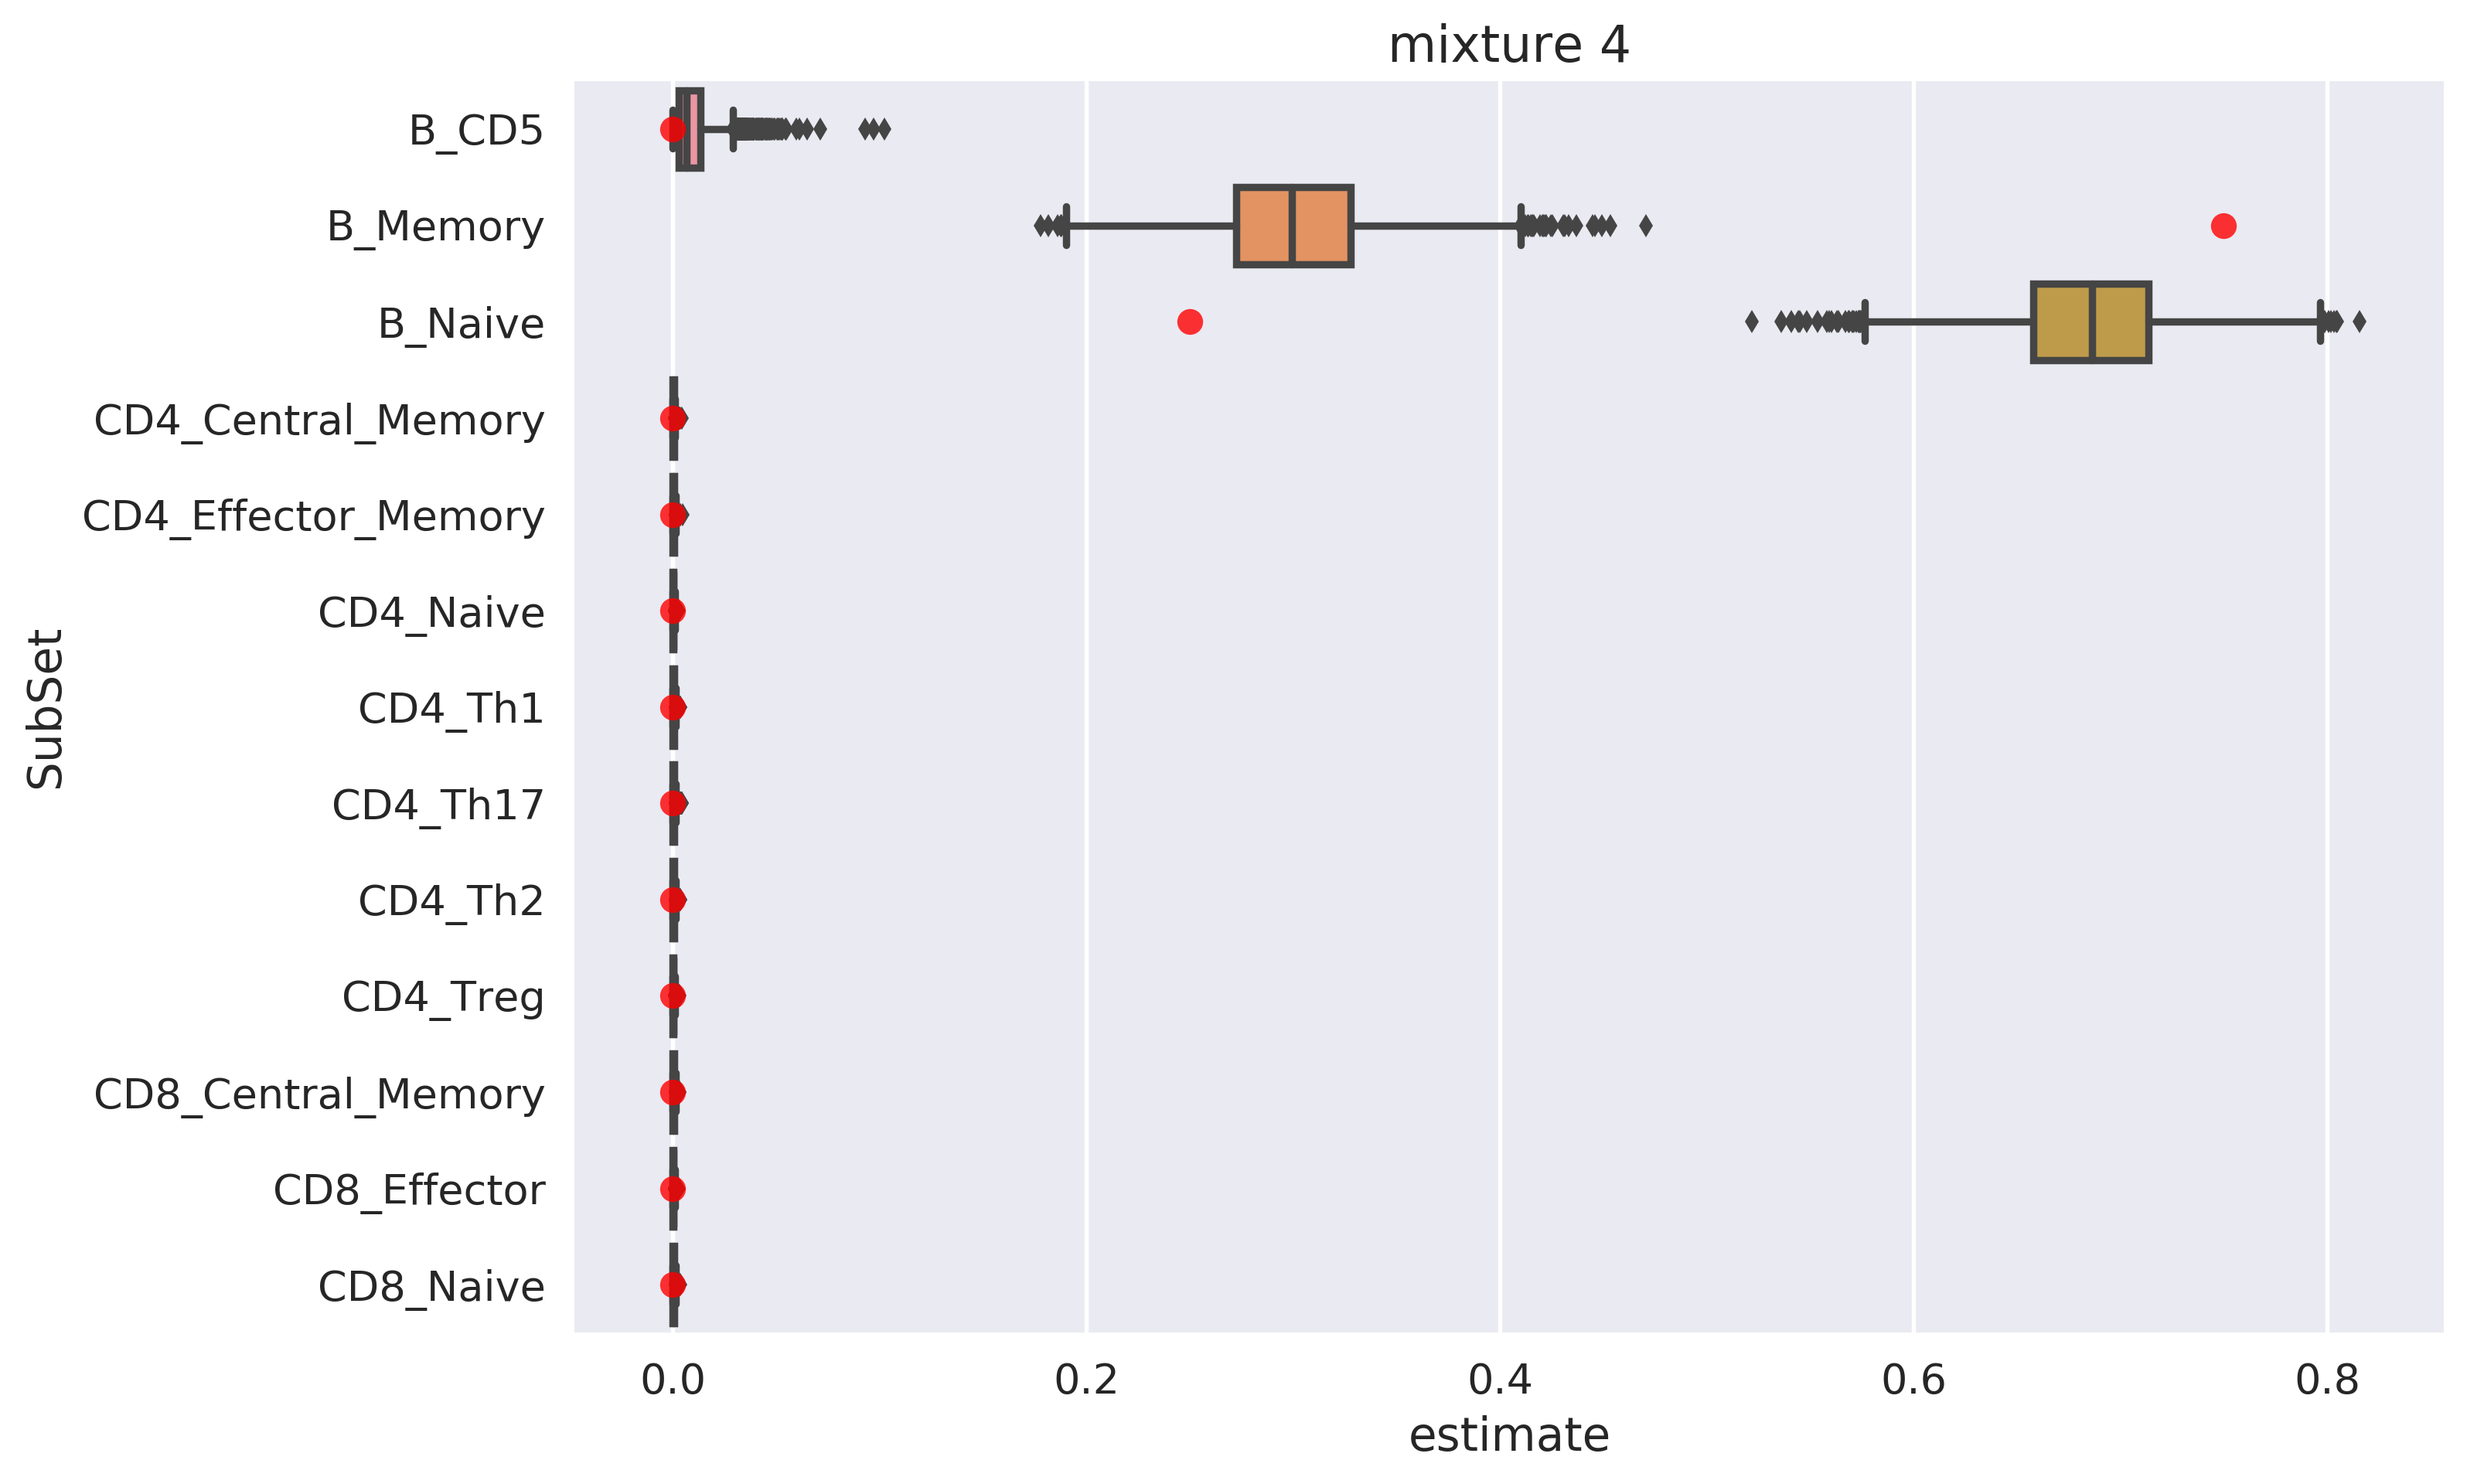 mixture 4
B_CD5
B_Memory
B_Naive
CD4_Central_Memory
CD4_Effector_Memory
CD4_Naive
CD4_Th1
CD4_Th17
CD4_Th2
CD4_Treg
CD8_Central_Memory
CD8_Effector
CD8_Naive
SubSet
0.0 0.2 0.4 0.6 0.8
estimate